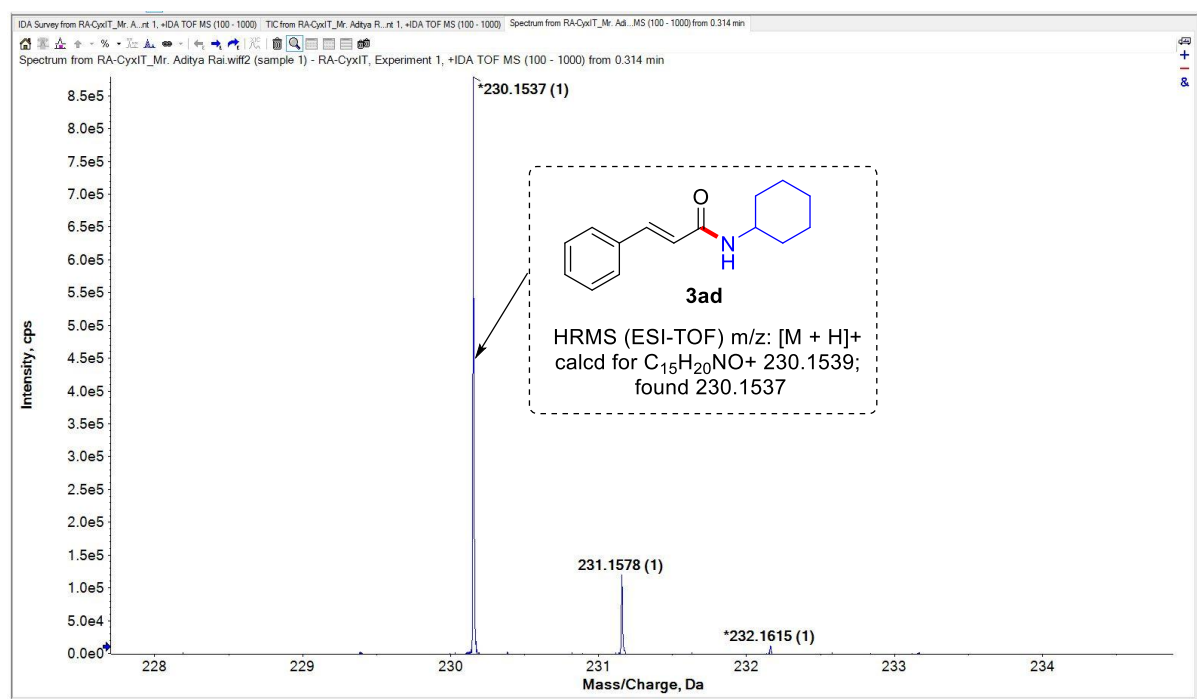 IDA Survey from RA-CyxIT_Mr. A...nt 1, +IDA TOF MS (100 - 1000)
TIC from RA-CyxIT_Mr. Aditya R...nt 1, +IDA TOF MS (100 - 1000)
Spectrum from RA-CyxIT_Mr. Adi...MS (100 - 1000) from 0.314 min
%
Spectrum from RA-CyxIT_Mr. Aditya Rai.wiff2 (sample 1) - RA-CyxIT, Experiment 1, +IDA TOF MS (100 - 1000) from 0.314 min
+
−
&
Intensity, cps
8.5e5
8.0e5
7.5e5
7.0e5
6.5e5
6.0e5
5.5e5
5.0e5
4.5e5
4.0e5
3.5e5
3.0e5
2.5e5
2.0e5
1.5e5
1.0e5
5.0e4
0.0e0
*230.1537 (1)
O
N
H
3ad
HRMS (ESI-TOF) m/z: [M + H]+
calcd for C₁₅H₂₀NO+ 230.1539;
found 230.1537
231.1578 (1)
*232.1615 (1)
228 229 230 231 232 233 234
Mass/Charge, Da